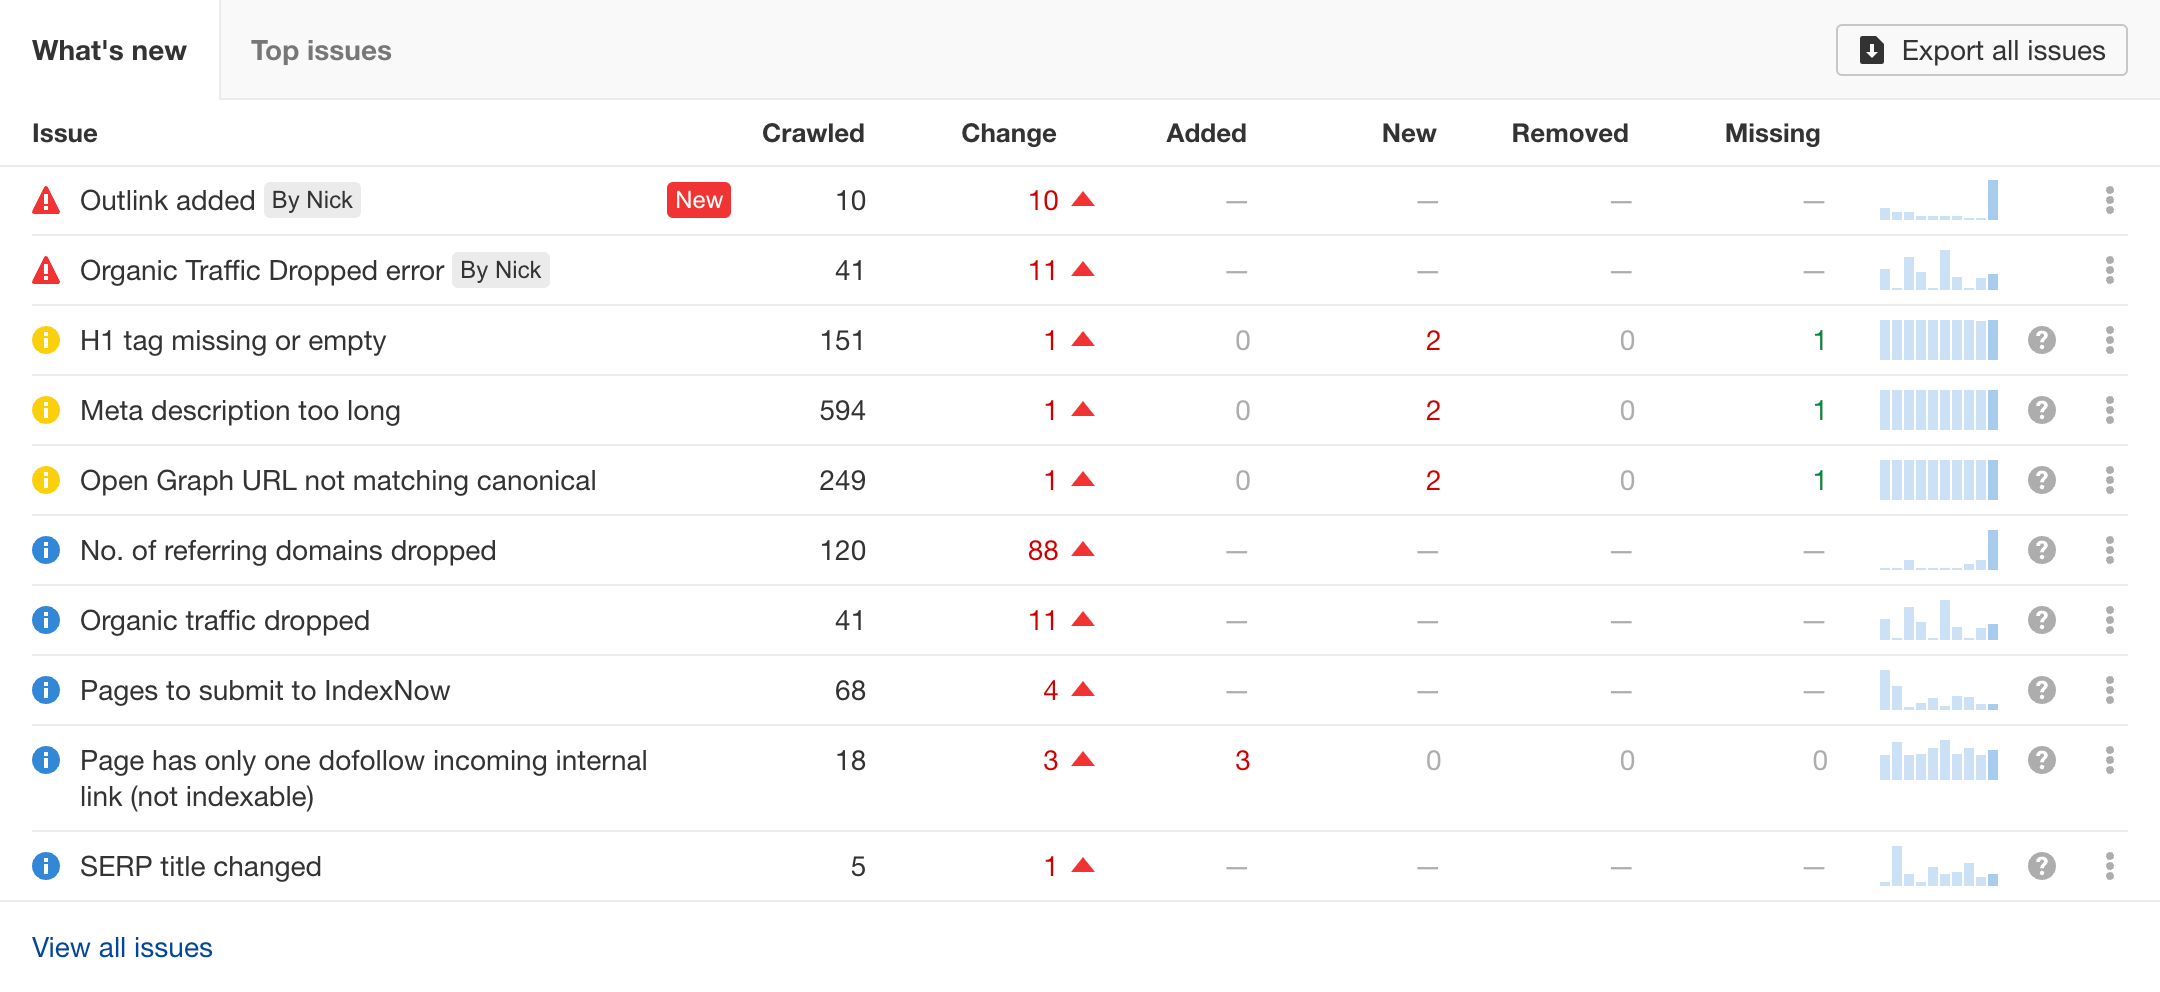 What's new Top issues Export all issues
Issue Crawled Change Added New Removed Missing
Outlink added By Nick New 10 10 — — — —
Organic Traffic Dropped error By Nick 41 11 — — — —
H1 tag missing or empty 151 1 0 2 0 1
Meta description too long 594 1 0 2 0 1
Open Graph URL not matching canonical 249 1 0 2 0 1
No. of referring domains dropped 120 88 — — — —
Organic traffic dropped 41 11 — — — —
Pages to submit to IndexNow 68 4 — — — —
Page has only one dofollow incoming internal 18 3 3 0 0 0
link (not indexable)
SERP title changed 5 1 — — — —
View all issues